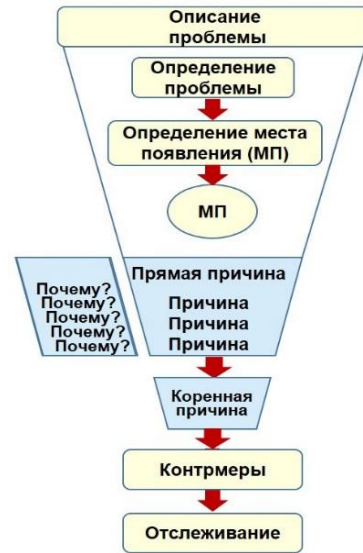 Описание
проблемы
Определение
проблемы
Определение места
появления (МП)
МП
Прямая причина
Причина
Причина
Причина
Почему?
Почему?
Почему?
Почему?
Почему?
Коренная
причина
Контрмеры
Отслеживание